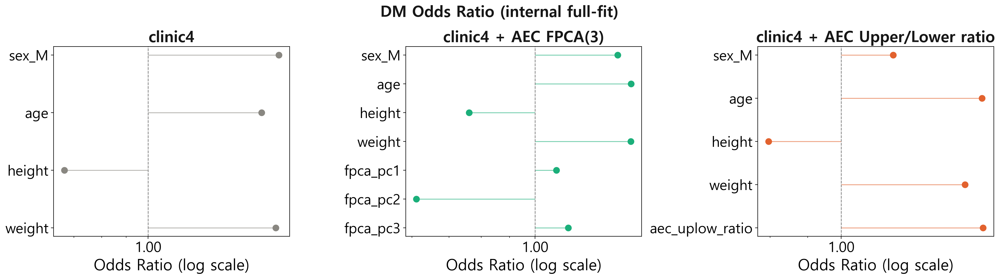 DM Odds Ratio (internal full-fit)
clinic4
sex_M
age
height
weight
1.00
Odds Ratio (log scale)
clinic4 + AEC FPCA(3)
sex_M
age
height
weight
fpca_pc1
fpca_pc2
fpca_pc3
1.00
Odds Ratio (log scale)
clinic4 + AEC Upper/Lower ratio
sex_M
age
height
weight
aec_uplow_ratio
1.00
Odds Ratio (log scale)